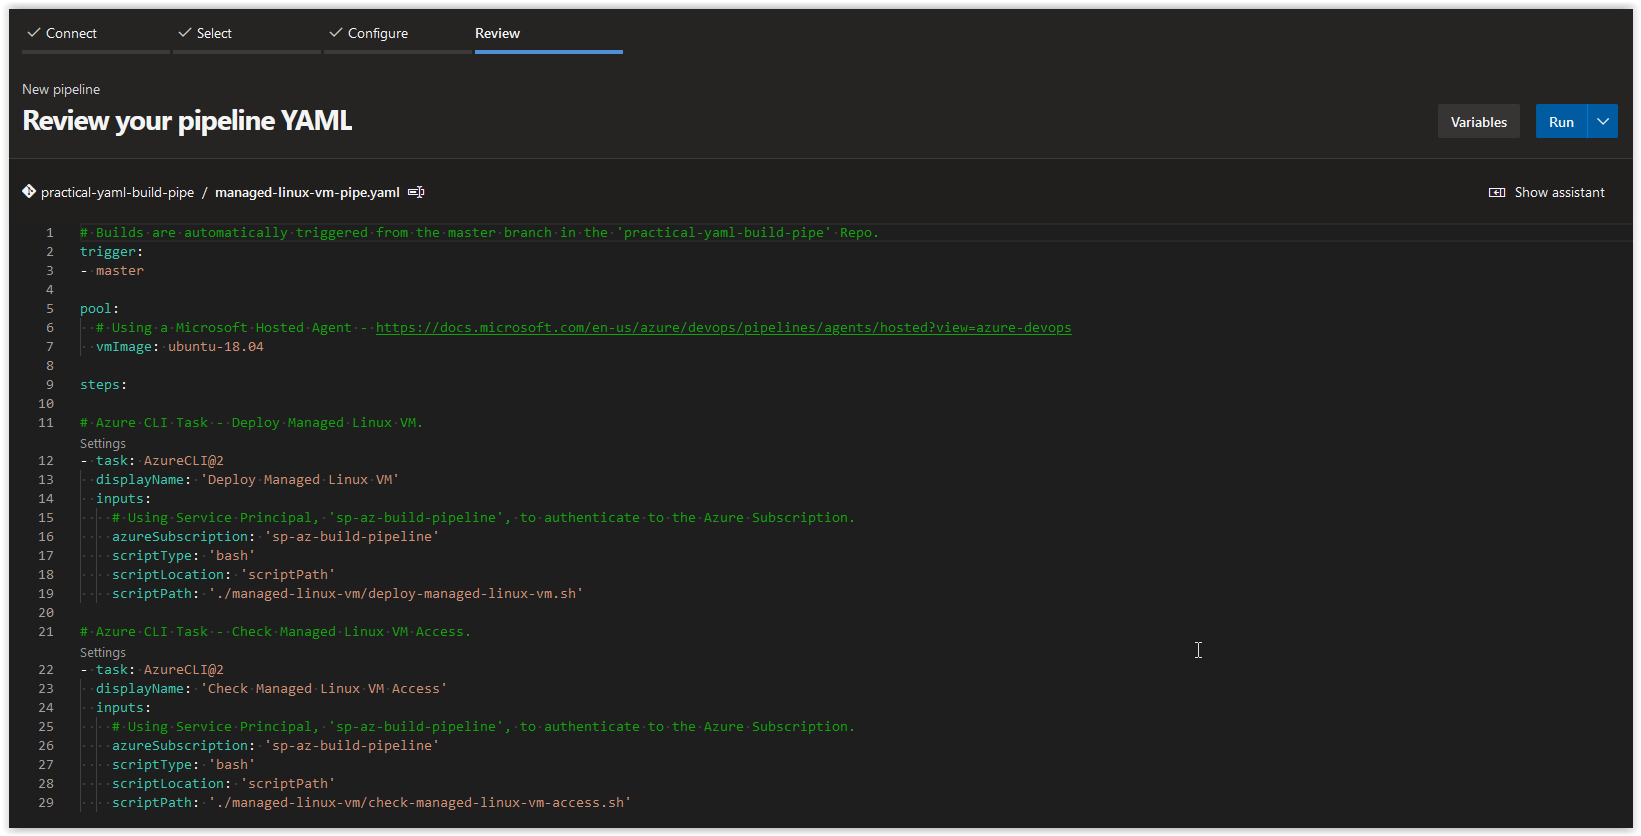 Connect
Select
Configure
Review
New pipeline
Review your pipeline YAML
Variables
Run
practical-yaml-build-pipe / managed-linux-vm-pipe.yaml
Show assistant
1 # Builds are automatically triggered from the master branch in the 'practical-yaml-build-pipe' Repo.
2 trigger:
3 - master
4
5 pool:
6   # Using a Microsoft Hosted Agent - https://docs.microsoft.com/en-us/azure/devops/pipelines/agents/hosted?view=azure-devops
7   vmImage: ubuntu-18.04
8
9 steps:
10
11 # Azure CLI Task - Deploy Managed Linux VM.
Settings
12 - task: AzureCLI@2
13   displayName: 'Deploy Managed Linux VM'
14   inputs:
15     # Using Service Principal, 'sp-az-build-pipeline', to authenticate to the Azure Subscription.
16     azureSubscription: 'sp-az-build-pipeline'
17     scriptType: 'bash'
18     scriptLocation: 'scriptPath'
19     scriptPath: './managed-linux-vm/deploy-managed-linux-vm.sh'
20
21 # Azure CLI Task - Check Managed Linux VM Access.
Settings
22 - task: AzureCLI@2
23   displayName: 'Check Managed Linux VM Access'
24   inputs:
25     # Using Service Principal, 'sp-az-build-pipeline', to authenticate to the Azure Subscription.
26     azureSubscription: 'sp-az-build-pipeline'
27     scriptType: 'bash'
28     scriptLocation: 'scriptPath'
29     scriptPath: './managed-linux-vm/check-managed-linux-vm-access.sh'